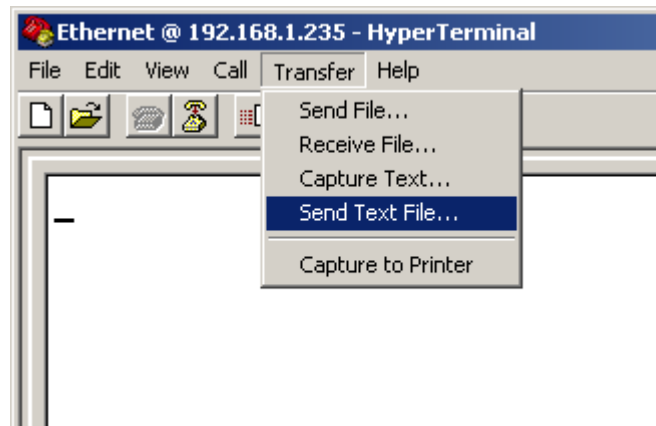 Ethernet @ 192.168.1.235 - HyperTerminal
File Edit View Call Transfer Help
Send File...
Receive File...
Capture Text...
Send Text File...
Capture to Printer